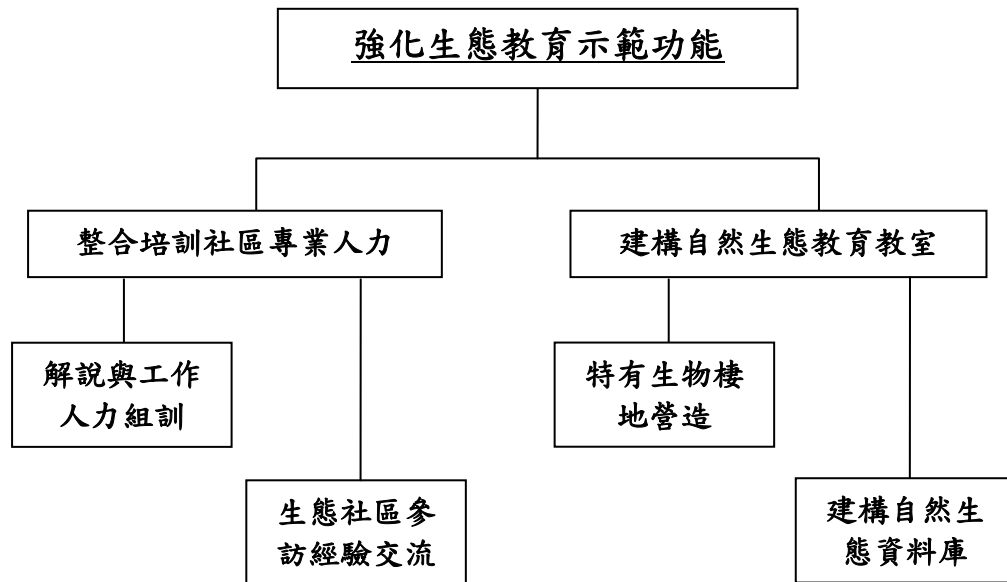 強化生態教育示範功能
整合培訓社區專業人力
建構自然生態教育教室
解說與工作
人力組訓
特有生物棲
地營造
生態社區參
訪經驗交流
建構自然生
態資料庫